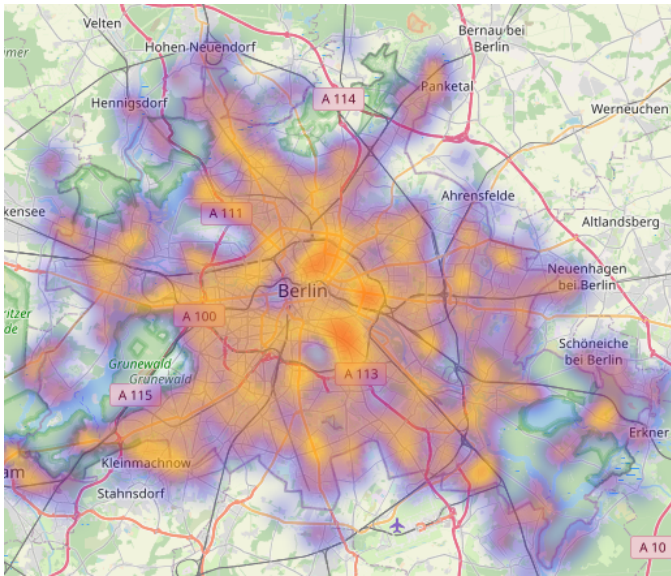 Velten
Hohen Neuendorf
Bernau bei
Berlin
Panketal
Hennigsdorf
A 114
Werneuchen
Ahrensfelde
kensee
A 111
Altlandsberg
Neuenhagen
bei Berlin
Berlin
A 100
Schöneiche
bei Berlin
Grunewald
Grunewald
A 113
A 115
Erkner
Kleinmachnow
am
Stahnsdorf
A 10